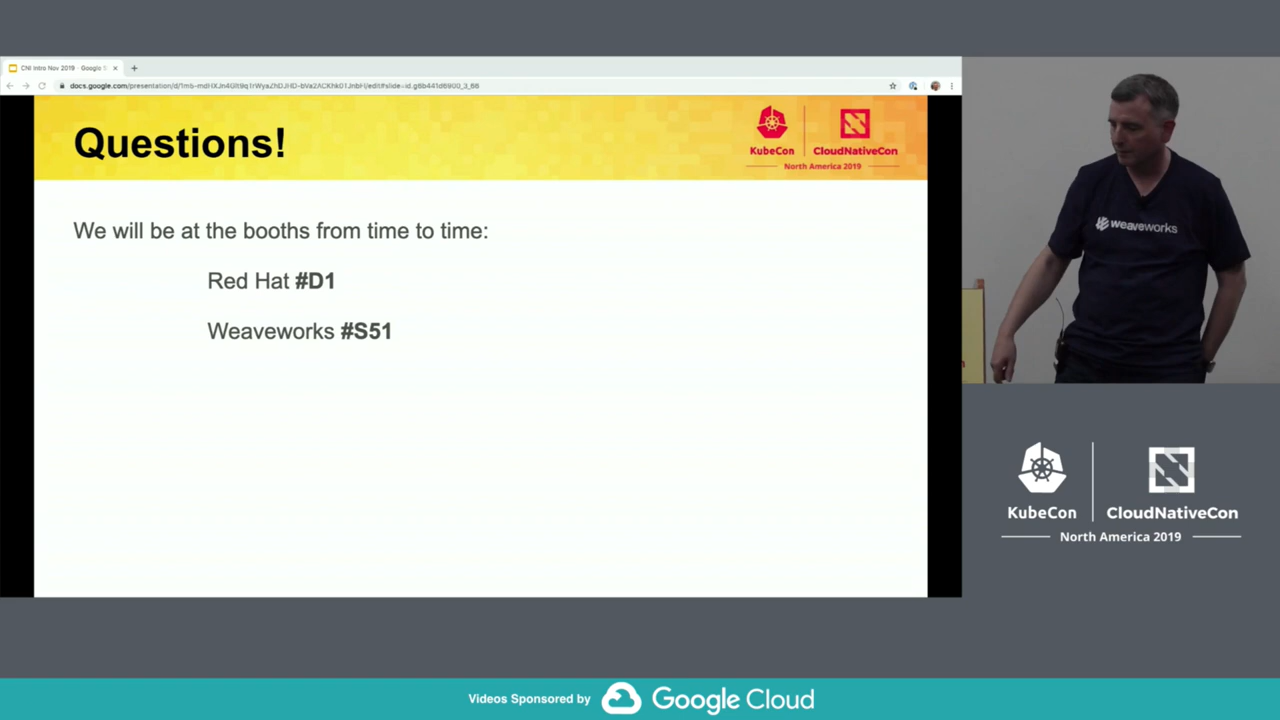 CNI Intro Nov 2019 - Google S
Questions!
KubeCon
CloudNativeCon
North America 2019
We will be at the booths from time to time:
Red Hat #D1
Weaveworks #S51
weaveworks
KubeCon
CloudNativeCon
North America 2019
Videos Sponsored by
Google Cloud